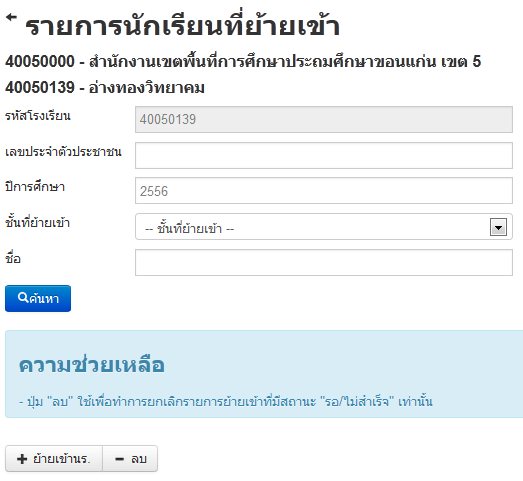 รายการนักเรียนที่ย้ายเข้า
40050000 - สำนักงานเขตพื้นที่การศึกษาประถมศึกษาขอนแก่น เขต 5
40050139 - อ่างทองวิทยาคม
รหัสโรงเรียน 40050139
เลขประจำตัวประชาชน
ปีการศึกษา 2556
ชั้นที่ย้ายเข้า -- ชั้นที่ย้ายเข้า --
ชื่อ
ค้นหา
ความช่วยเหลือ
- ปุ่ม "ลบ" ใช้เพื่อทำการยกเลิกรายการย้ายเข้าที่มีสถานะ "รอ/ไม่สำเร็จ" เท่านั้น
+ ย้ายเข้านร. - ลบ